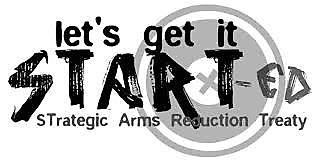 let's get it
START-ED
STrategic Arms Reduction Treaty